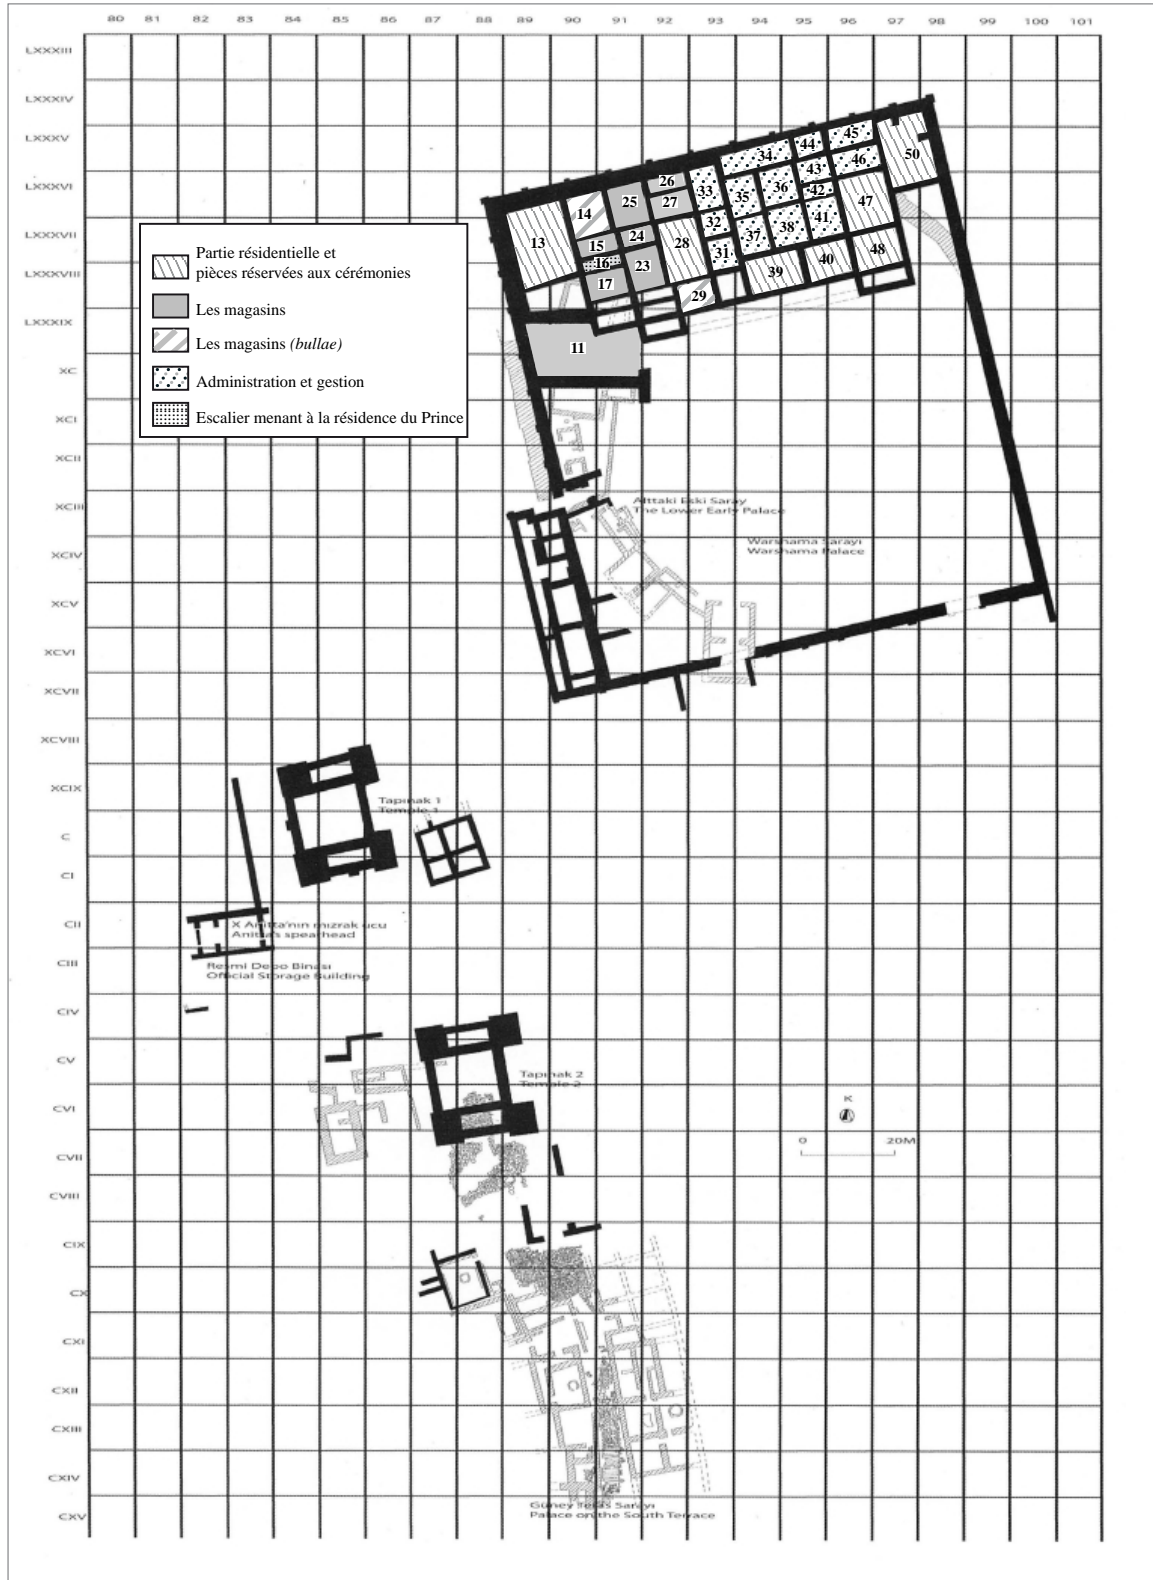 80 81 82 83 84 85 86 87 88 89 90 91 92 93 94 95 96 97 98 99 100 101
LXXXIII
LXXXIV
LXXXV
LXXXVI
LXXXVII
LXXXVIII
LXXXIX
XC
XCI
XCII
XCIII
XCIV
XCV
XCVI
XCVII
XCVIII
XCIX
C
CI
CII
CIII
CIV
CV
CVI
CVII
CVIII
CIX
CX
CXI
CXII
CXIII
CXIV
CXV
45
44
34
50
46
43
26
36
42
33
25
35
27
47
14
41
32
38
24
37
28
13
15
48
31
16
40
23
39
17
29
11
Partie résidentielle et
pièces réservées aux cérémonies
Les magasins
Les magasins (bullae)
Administration et gestion
Escalier menant à la résidence du Prince
Alttaki Eski Saray
The Lower Early Palace
Warshama Sarayı
Warshama Palace
Tapınak 1
Temple 1
X Anitta'nın mızrak ucu
Anitta's spearhead
Resmi Depo Binası
Official Storage Building
Tapınak 2
Temple 2
K
0 20M
Güney Teras Sarayı
Palace on the South Terrace